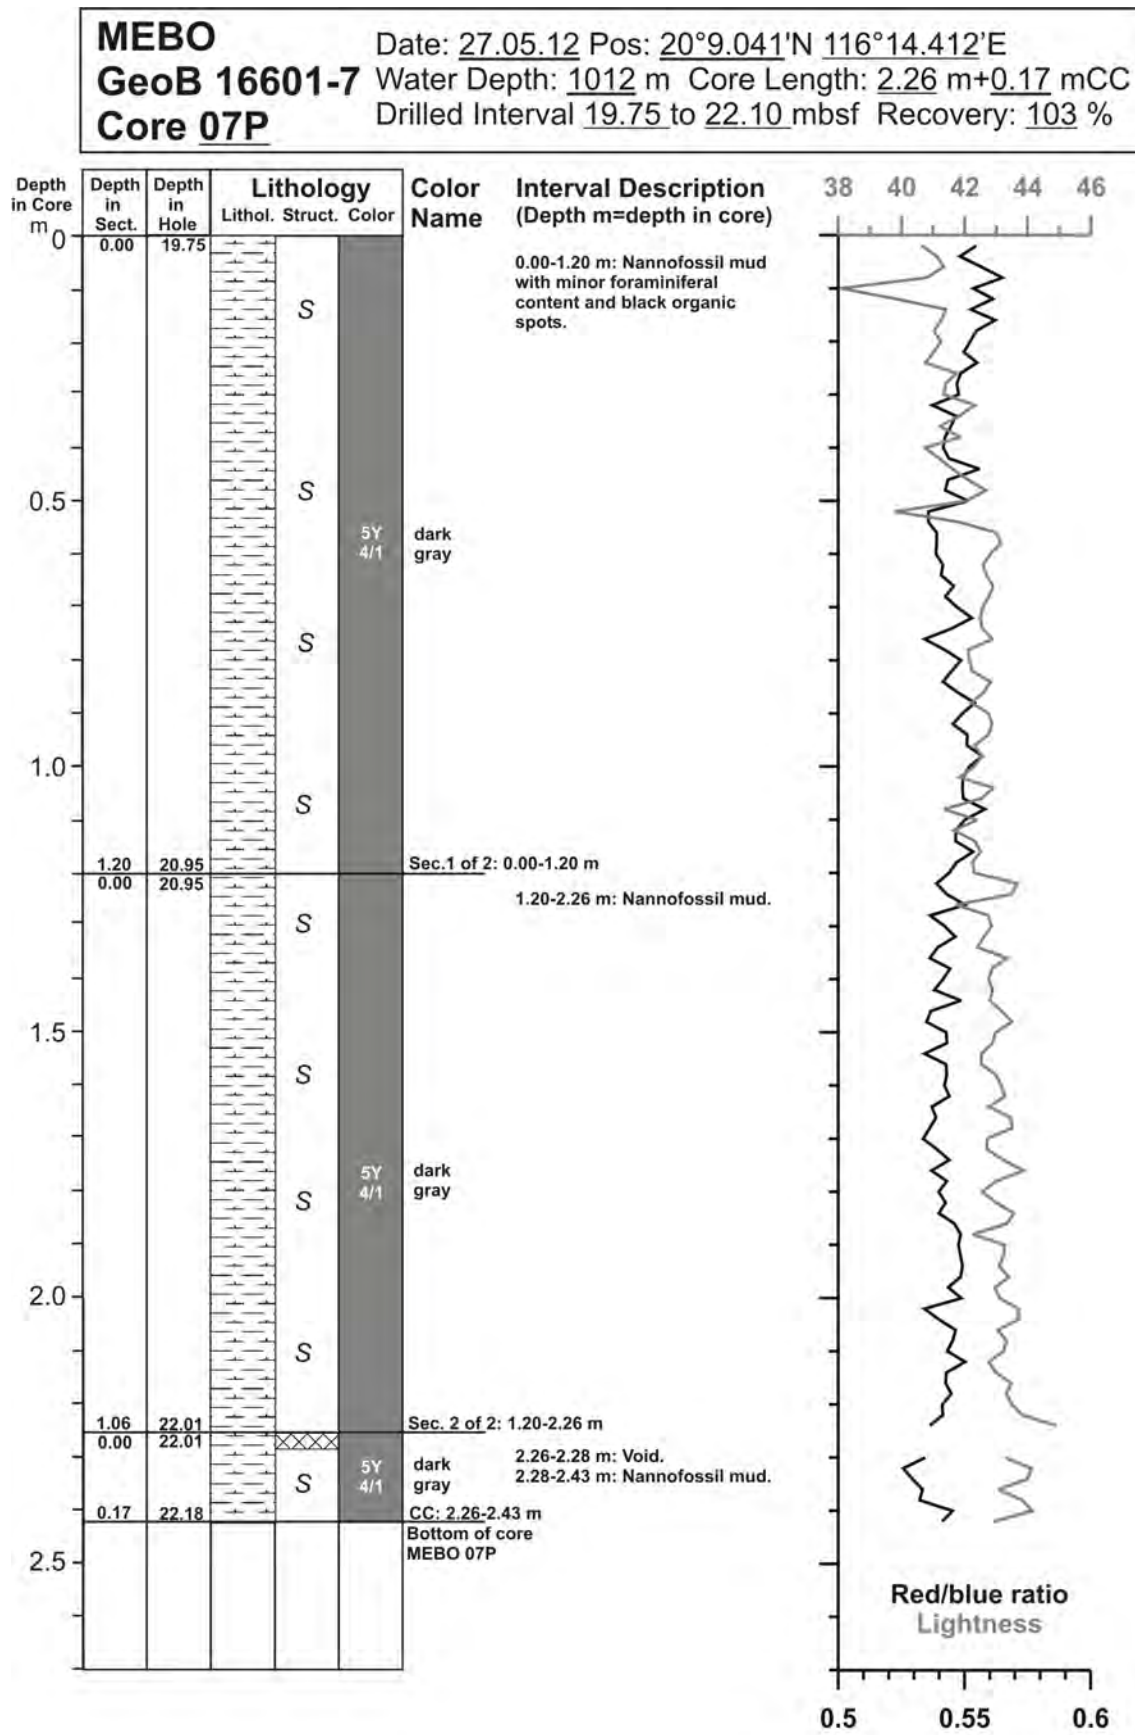 MEBO
GeoB 16601-7
Core 07P
Date: 27.05.12 Pos: 20°9.041'N 116°14.412'E
Water Depth: 1012 m Core Length: 2.26 m+0.17 mCC
Drilled Interval 19.75 to 22.10 mbsf Recovery: 103 %
Depth in Core m
Depth in Sect.
Depth in Hole
Lithology
Lithol. Struct. Color
Color Name
Interval Description
(Depth m=depth in core)
38 40 42 44 46
0
0.00 19.75
0.00-1.20 m: Nannofossil mud
with minor foraminiferal
content and black organic
spots.
S
0.5
S
5Y
4/1
dark
gray
S
1.0
S
1.20 20.95
Sec.1 of 2: 0.00-1.20 m
0.00 20.95
1.20-2.26 m: Nannofossil mud.
S
1.5
S
5Y
4/1
dark
gray
S
2.0
S
1.06 22.01
Sec. 2 of 2: 1.20-2.26 m
0.00 22.01
2.26-2.28 m: Void.
2.28-2.43 m: Nannofossil mud.
S
5Y
4/1
dark
gray
0.17 22.18
CC: 2.26-2.43 m
Bottom of core
MEBO 07P
2.5
Red/blue ratio
Lightness
0.5 0.55 0.6